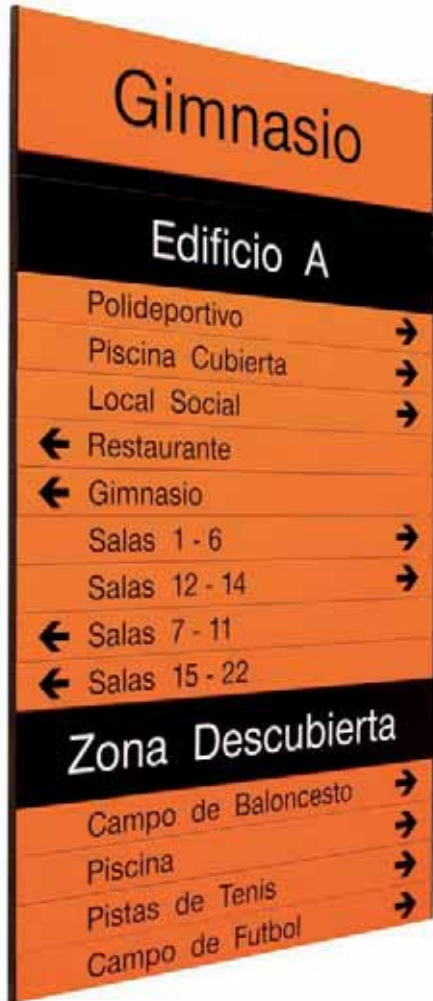 Gimnasio
Edificio A
Polideportivo →
Piscina Cubierta →
Local Social →
← Restaurante
← Gimnasio
Salas 1 - 6 →
Salas 12 - 14 →
← Salas 7 - 11
← Salas 15 - 22
Zona Descubierta
Campo de Baloncesto →
Piscina →
Pistas de Tenis →
Campo de Futbol →